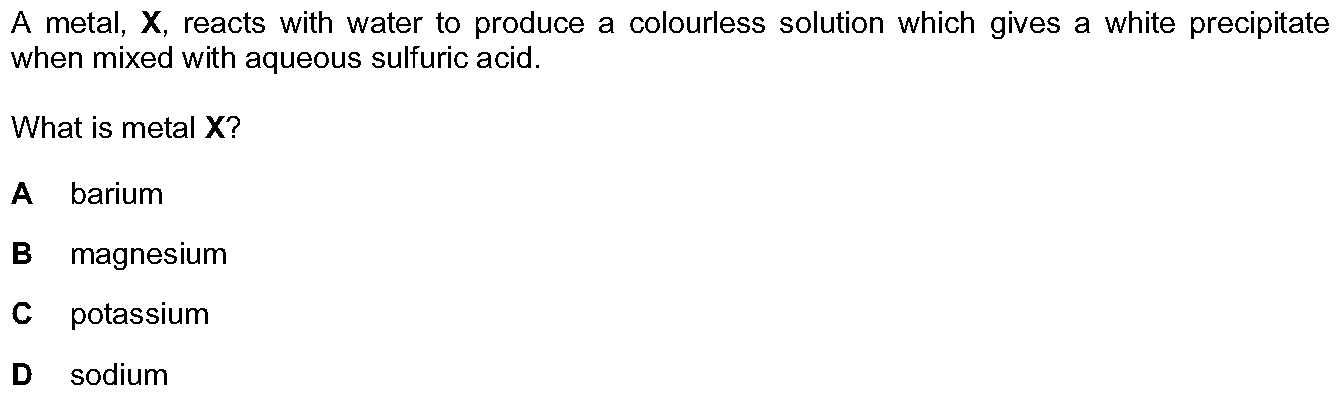 A metal, X, reacts with water to produce a colourless solution which gives a white precipitate
when mixed with aqueous sulfuric acid.
What is metal X?
A barium
B magnesium
C potassium
D sodium